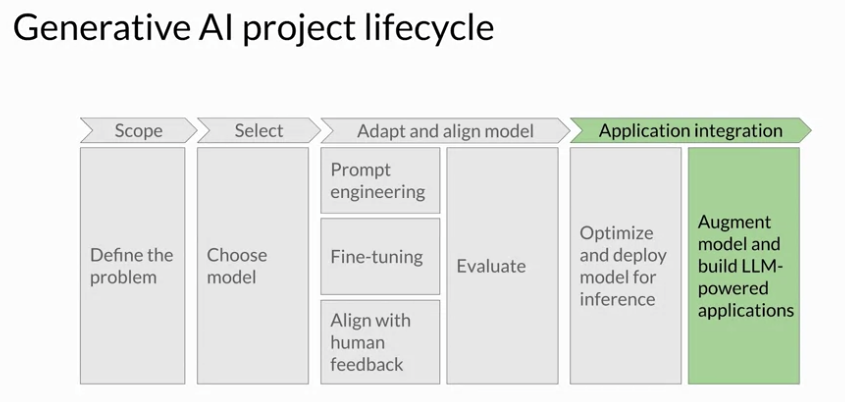 Generative AI project lifecycle
Scope
Select
Adapt and align model
Application integration
Define the
problem
Choose
model
Prompt
engineering
Fine-tuning
Align with
human
feedback
Evaluate
Optimize
and deploy
model for
inference
Augment
model and
build LLM-
powered
applications